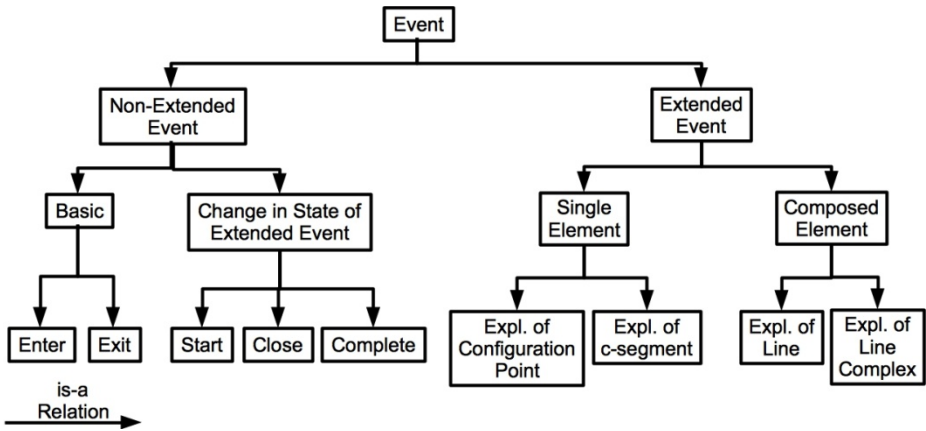 Event
Non-Extended
Event
Extended
Event
Basic
Change in State of
Extended Event
Single
Element
Composed
Element
Enter
Exit
Start
Close
Complete
Expl. of
Configuration
Point
Expl. of
c-segment
Expl. of
Line
Expl. of
Line
Complex
is-a
Relation